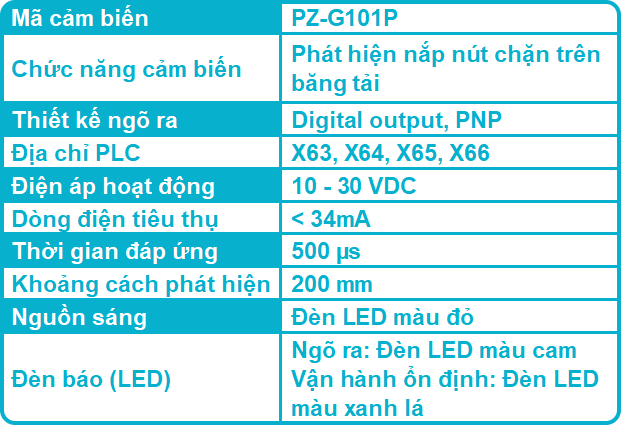 Mã cảm biến
PZ-G101P
Chức năng cảm biến
Phát hiện nắp nút chặn trên
băng tải
Thiết kế ngõ ra
Digital output, PNP
Địa chỉ PLC
X63, X64, X65, X66
Điện áp hoạt động
10 - 30 VDC
Dòng điện tiêu thụ
< 34mA
Thời gian đáp ứng
500 µs
Khoảng cách phát hiện
200 mm
Nguồn sáng
Đèn LED màu đỏ
Đèn báo (LED)
Ngõ ra: Đèn LED màu cam
Vận hành ổn định: Đèn LED
màu xanh lá